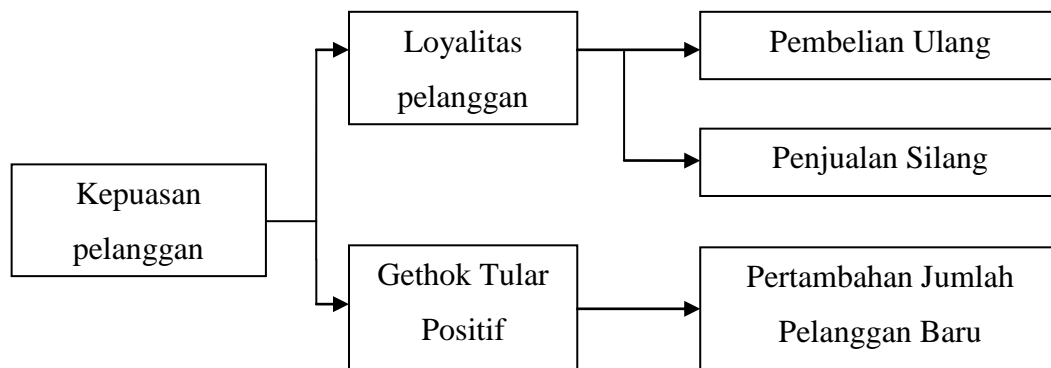 Loyalitas
pelanggan
Pembelian Ulang
Penjualan Silang
Kepuasan
pelanggan
Gethok Tular
Positif
Pertambahan Jumlah
Pelanggan Baru